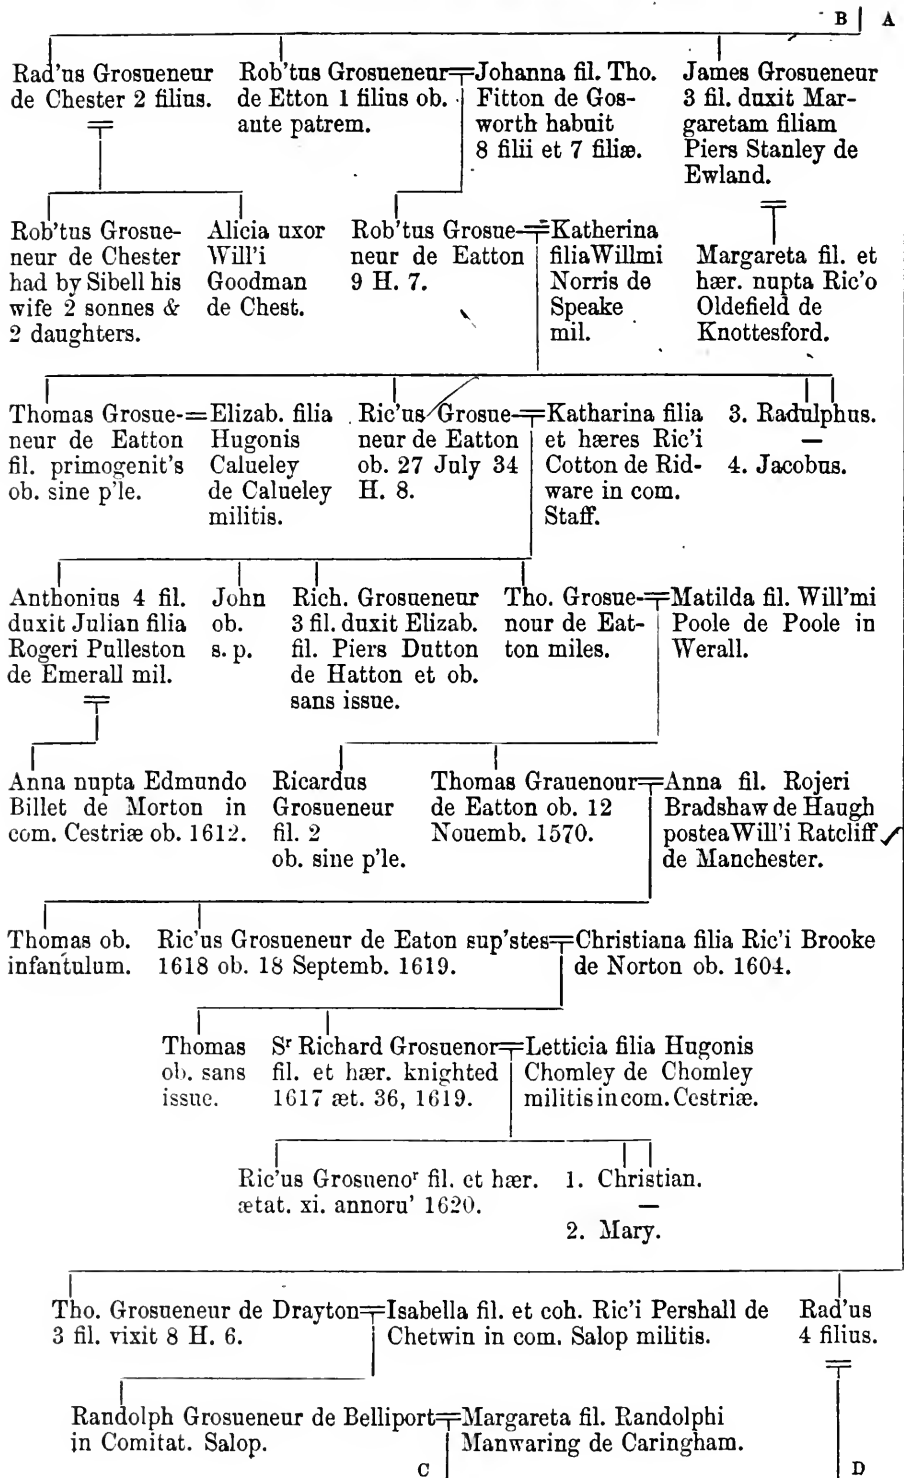 B | A
Rad'us Grosueneur
de Chester 2 filius.
Rob'tus Grosueneur
de Etton 1 filius ob.
ante patrem.
Johanna fil. Tho.
Fitton de Gos-
worth habuit
8 filii et 7 filiæ.
James Grosueneur
3 fil. duxit Mar-
garetam filiam
Piers Stanley de
Ewland.
Rob'tus Grosue-
neur de Chester
had by Sibell his
wife 2 sonnes &
2 daughters.
Alicia uxor
Will'i
Goodman
de Chest.
Rob'tus Grosue-
neur de Eatton
9 H. 7.
Katherina
filia Willmi
Norris de
Speake
mil.
Margareta fil. et
hær. nupta Ric'o
Oldefield de
Knottesford.
Thomas Grosue-
neur de Eatton
fil. primogenit's
ob. sine p'le.
Elizab. filia
Hugonis
Calueley
de Calueley
militis.
Ric'us Grosue-
neur de Eatton
ob. 27 July 34
H. 8.
Katharina filia
et hæres Ric'i
Cotton de Rid-
ware in com.
Staff.
3. Radulphus.
—
4. Jacobus.
Anthonius 4 fil.
duxit Julian filia
Rogeri Pulleston
de Emerall mil.
John
ob.
s. p.
Rich. Grosueneur
3 fil. duxit Elizab.
fil. Piers Dutton
de Hatton et ob.
sans issue.
Tho. Grosue-
nour de Eat-
ton miles.
Matilda fil. Will'mi
Poole de Poole in
Werall.
Anna nupta Edmundo
Billet de Morton in
com. Cestriæ ob. 1612.
Ricardus
Grosueneur
fil. 2
ob. sine p'le.
Thomas Grauenour
de Eatton ob. 12
Nouemb. 1570.
Anna fil. Rojeri
Bradshaw de Haugh
postea Will'i Ratcliff
de Manchester.
Thomas ob.
infantulum.
Ric'us Grosueneur de Eaton sup'stes
1618 ob. 18 Septemb. 1619.
Christiana filia Ric'i Brooke
de Norton ob. 1604.
Thomas
ob. sans
issue.
Sr Richard Grosuenor
fil. et hær. knighted
1617 æt. 36, 1619.
Letticia filia Hugonis
Chomley de Chomley
militis in com. Cestriæ.
Ric'us Grosuenor fil. et hær.
ætat. xi. annoru' 1620.
1. Christian.
—
2. Mary.
Tho. Grosueneur de Drayton
3 fil. vixit 8 H. 6.
Isabella fil. et coh. Ric'i Pershall de
Chetwin in com. Salop militis.
Rad'us
4 filius.
Randolph Grosueneur de Belliport
in Comitat. Salop.
Margareta fil. Randolphi
Manwaring de Caringham.
C
D